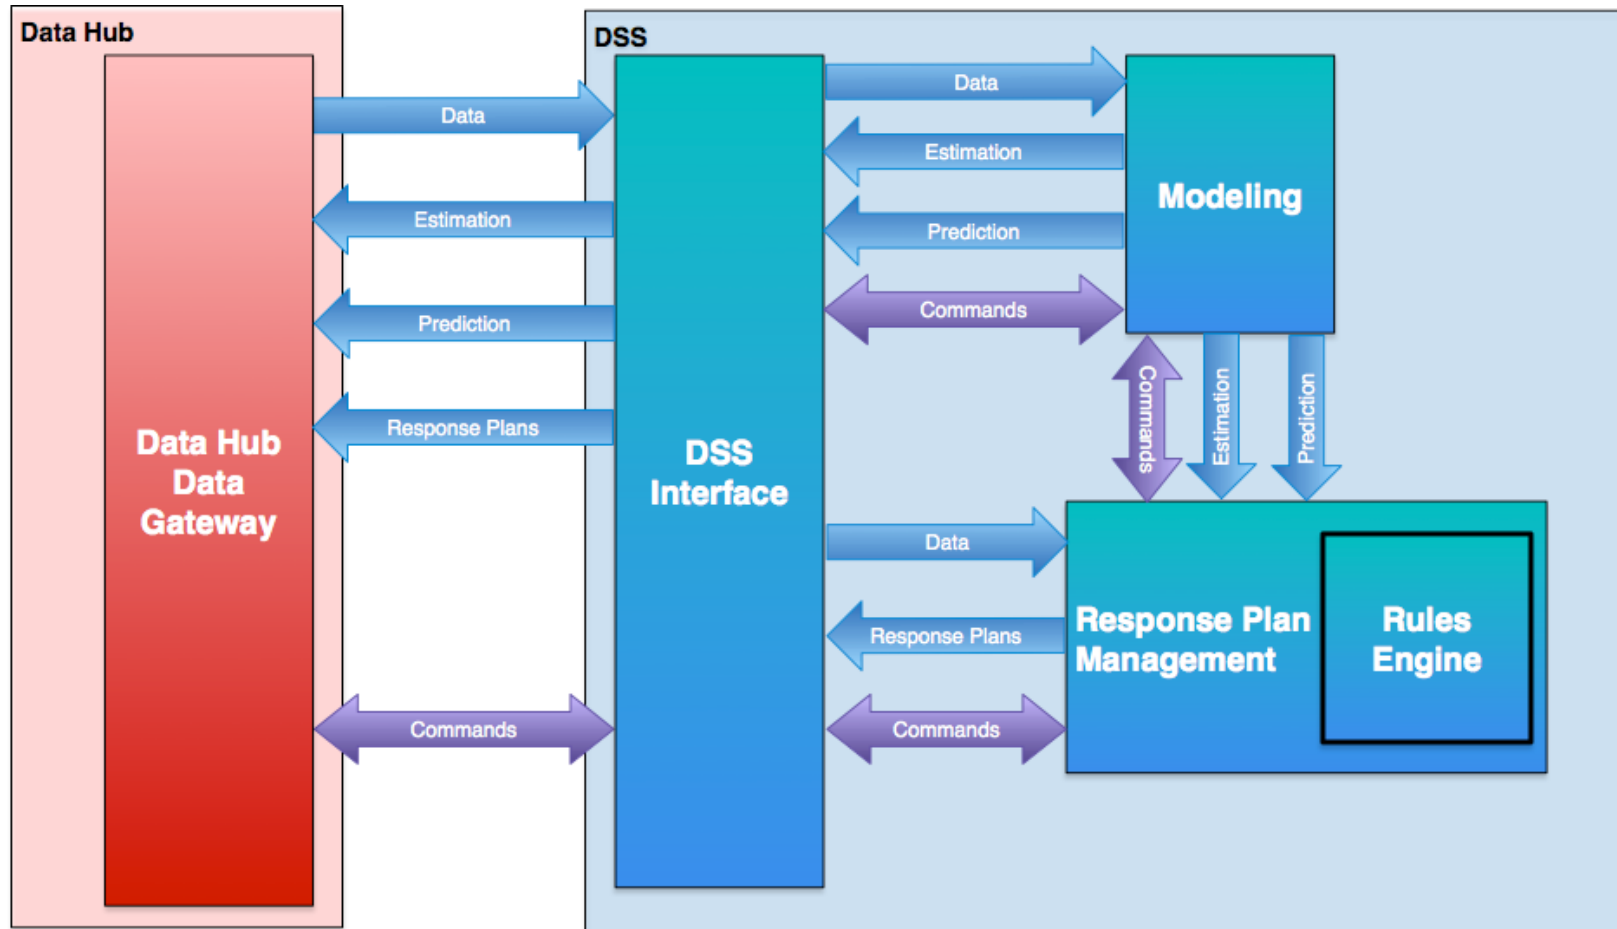 Data Hub
DSS
Data
Data
Estimation
Modeling
Estimation
Prediction
Commands
Prediction
Commands
Estimation
Prediction
Response Plans
Data Hub
Data
Gateway
DSS
Interface
Data
Response Plans
Response Plan
Management
Rules
Engine
Commands
Commands